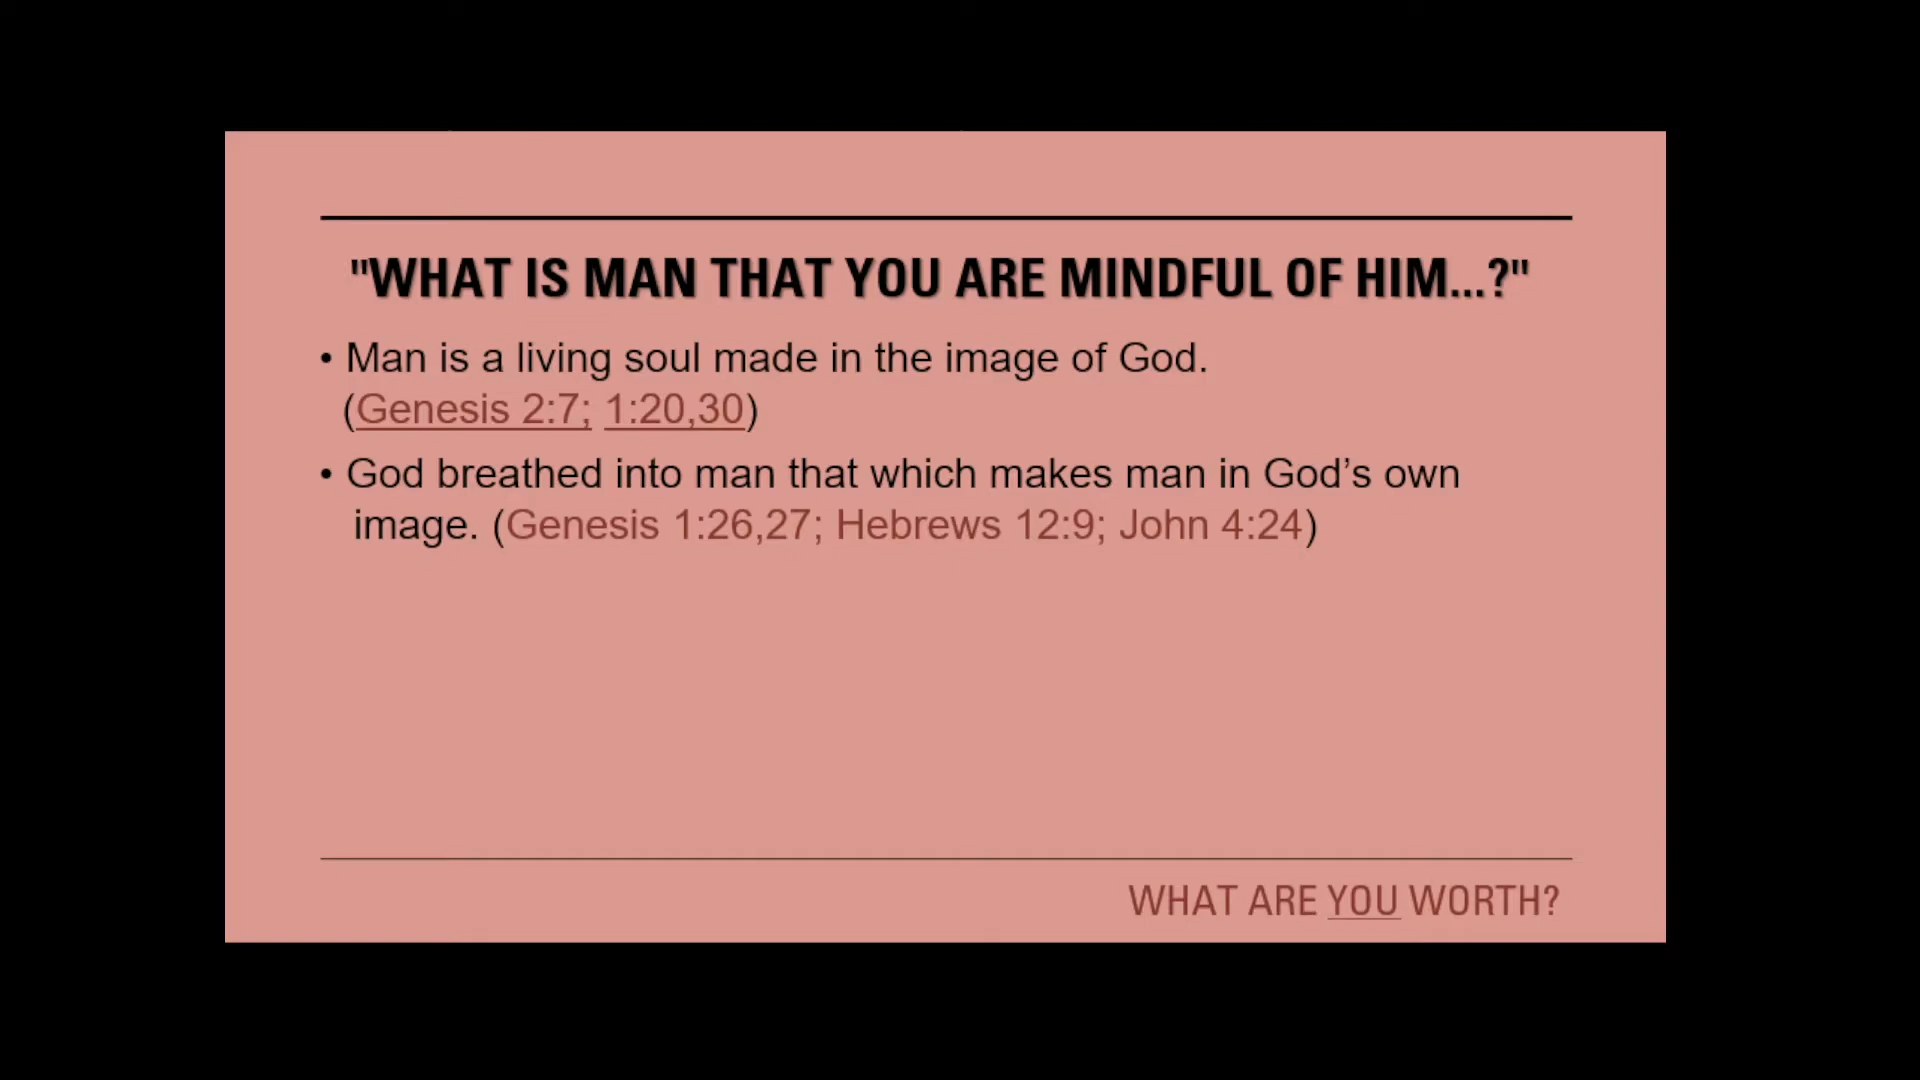 "WHAT IS MAN THAT YOU ARE MINDFUL OF HIM...?"
• Man is a living soul made in the image of God.
(Genesis 2:7; 1:20,30)
• God breathed into man that which makes man in God’s own
image. (Genesis 1:26,27; Hebrews 12:9; John 4:24)
WHAT ARE YOU WORTH?